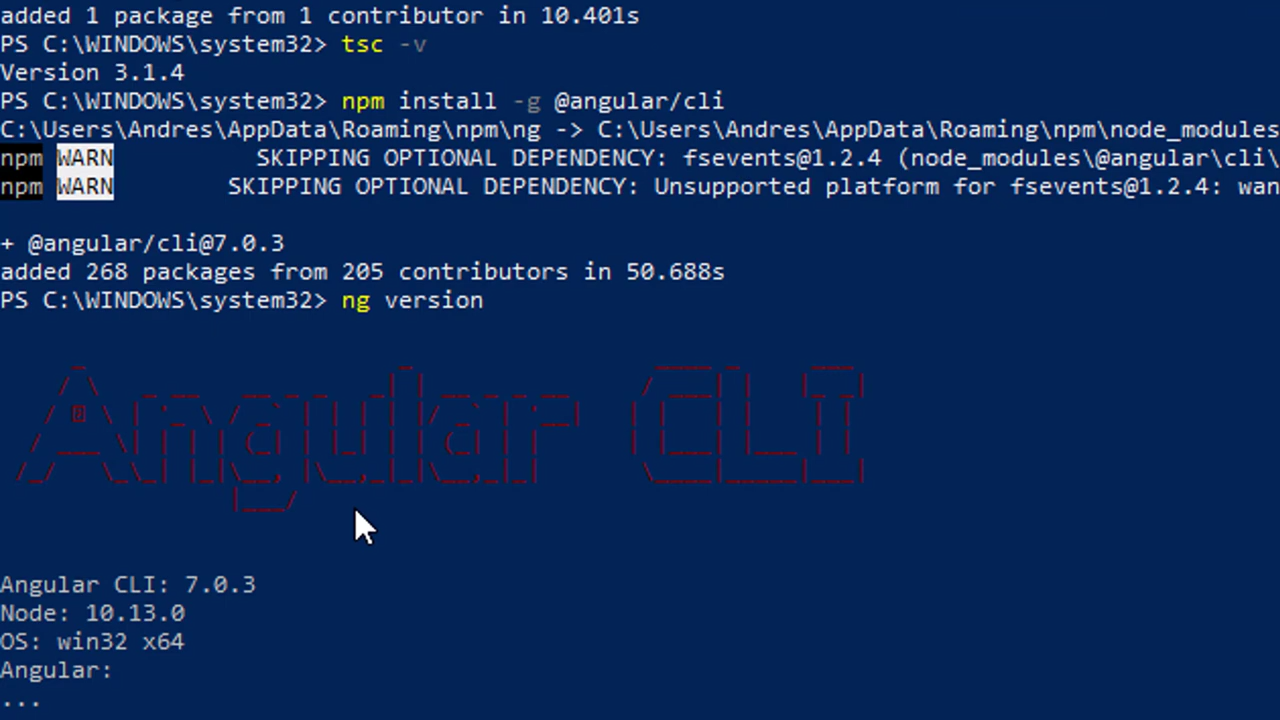 added 1 package from 1 contributor in 10.401s
PS C:\WINDOWS\system32> tsc -v
Version 3.1.4
PS C:\WINDOWS\system32> npm install -g @angular/cli
C:\Users\Andres\AppData\Roaming\npm\ng -> C:\Users\Andres\AppData\Roaming\npm\node_modules
npm WARN SKIPPING OPTIONAL DEPENDENCY: fsevents@1.2.4 (node_modules\@angular\cli\
npm WARN SKIPPING OPTIONAL DEPENDENCY: Unsupported platform for fsevents@1.2.4: wan
+ @angular/cli@7.0.3
added 268 packages from 205 contributors in 50.688s
PS C:\WINDOWS\system32> ng version
Angular CLI
Angular CLI: 7.0.3
Node: 10.13.0
OS: win32 x64
Angular:
...